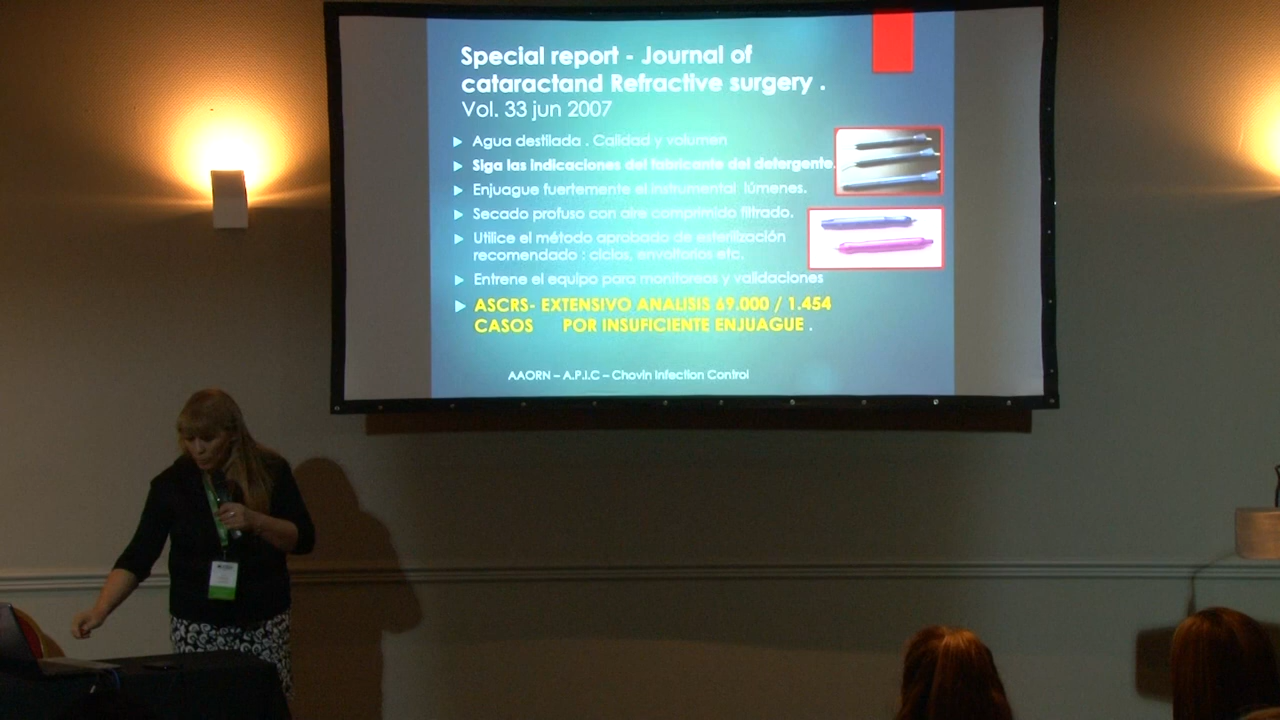 Special report - Journal of
cataractand Refractive surgery .
Vol. 33 jun 2007
Agua destilada . Calidad y volumen
Siga las indicaciones del fabricante del detergente.
Enjuague fuertemente el instrumental: lúmenes.
Secado profuso con aire comprimido filtrado.
Utilice el método aprobado de esterilización
recomendado : ciclos, envoltorios etc.
Entrene el equipo para monitoreos y validaciones
ASCRS- EXTENSIVO ANALISIS 69.000 / 1.454
CASOS POR INSUFICIENTE ENJUAGUE .
AAORN – A.P.I.C – Chovin Infection Control